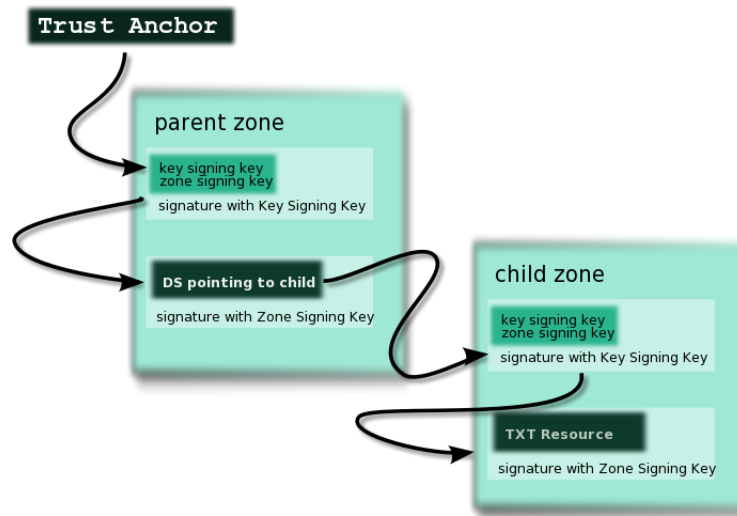 Trust Anchor
parent zone
key signing key
zone signing key
signature with Key Signing Key
DS pointing to child
signature with Zone Signing Key
child zone
key signing key
zone signing key
signature with Key Signing Key
TXT Resource
signature with Zone Signing Key